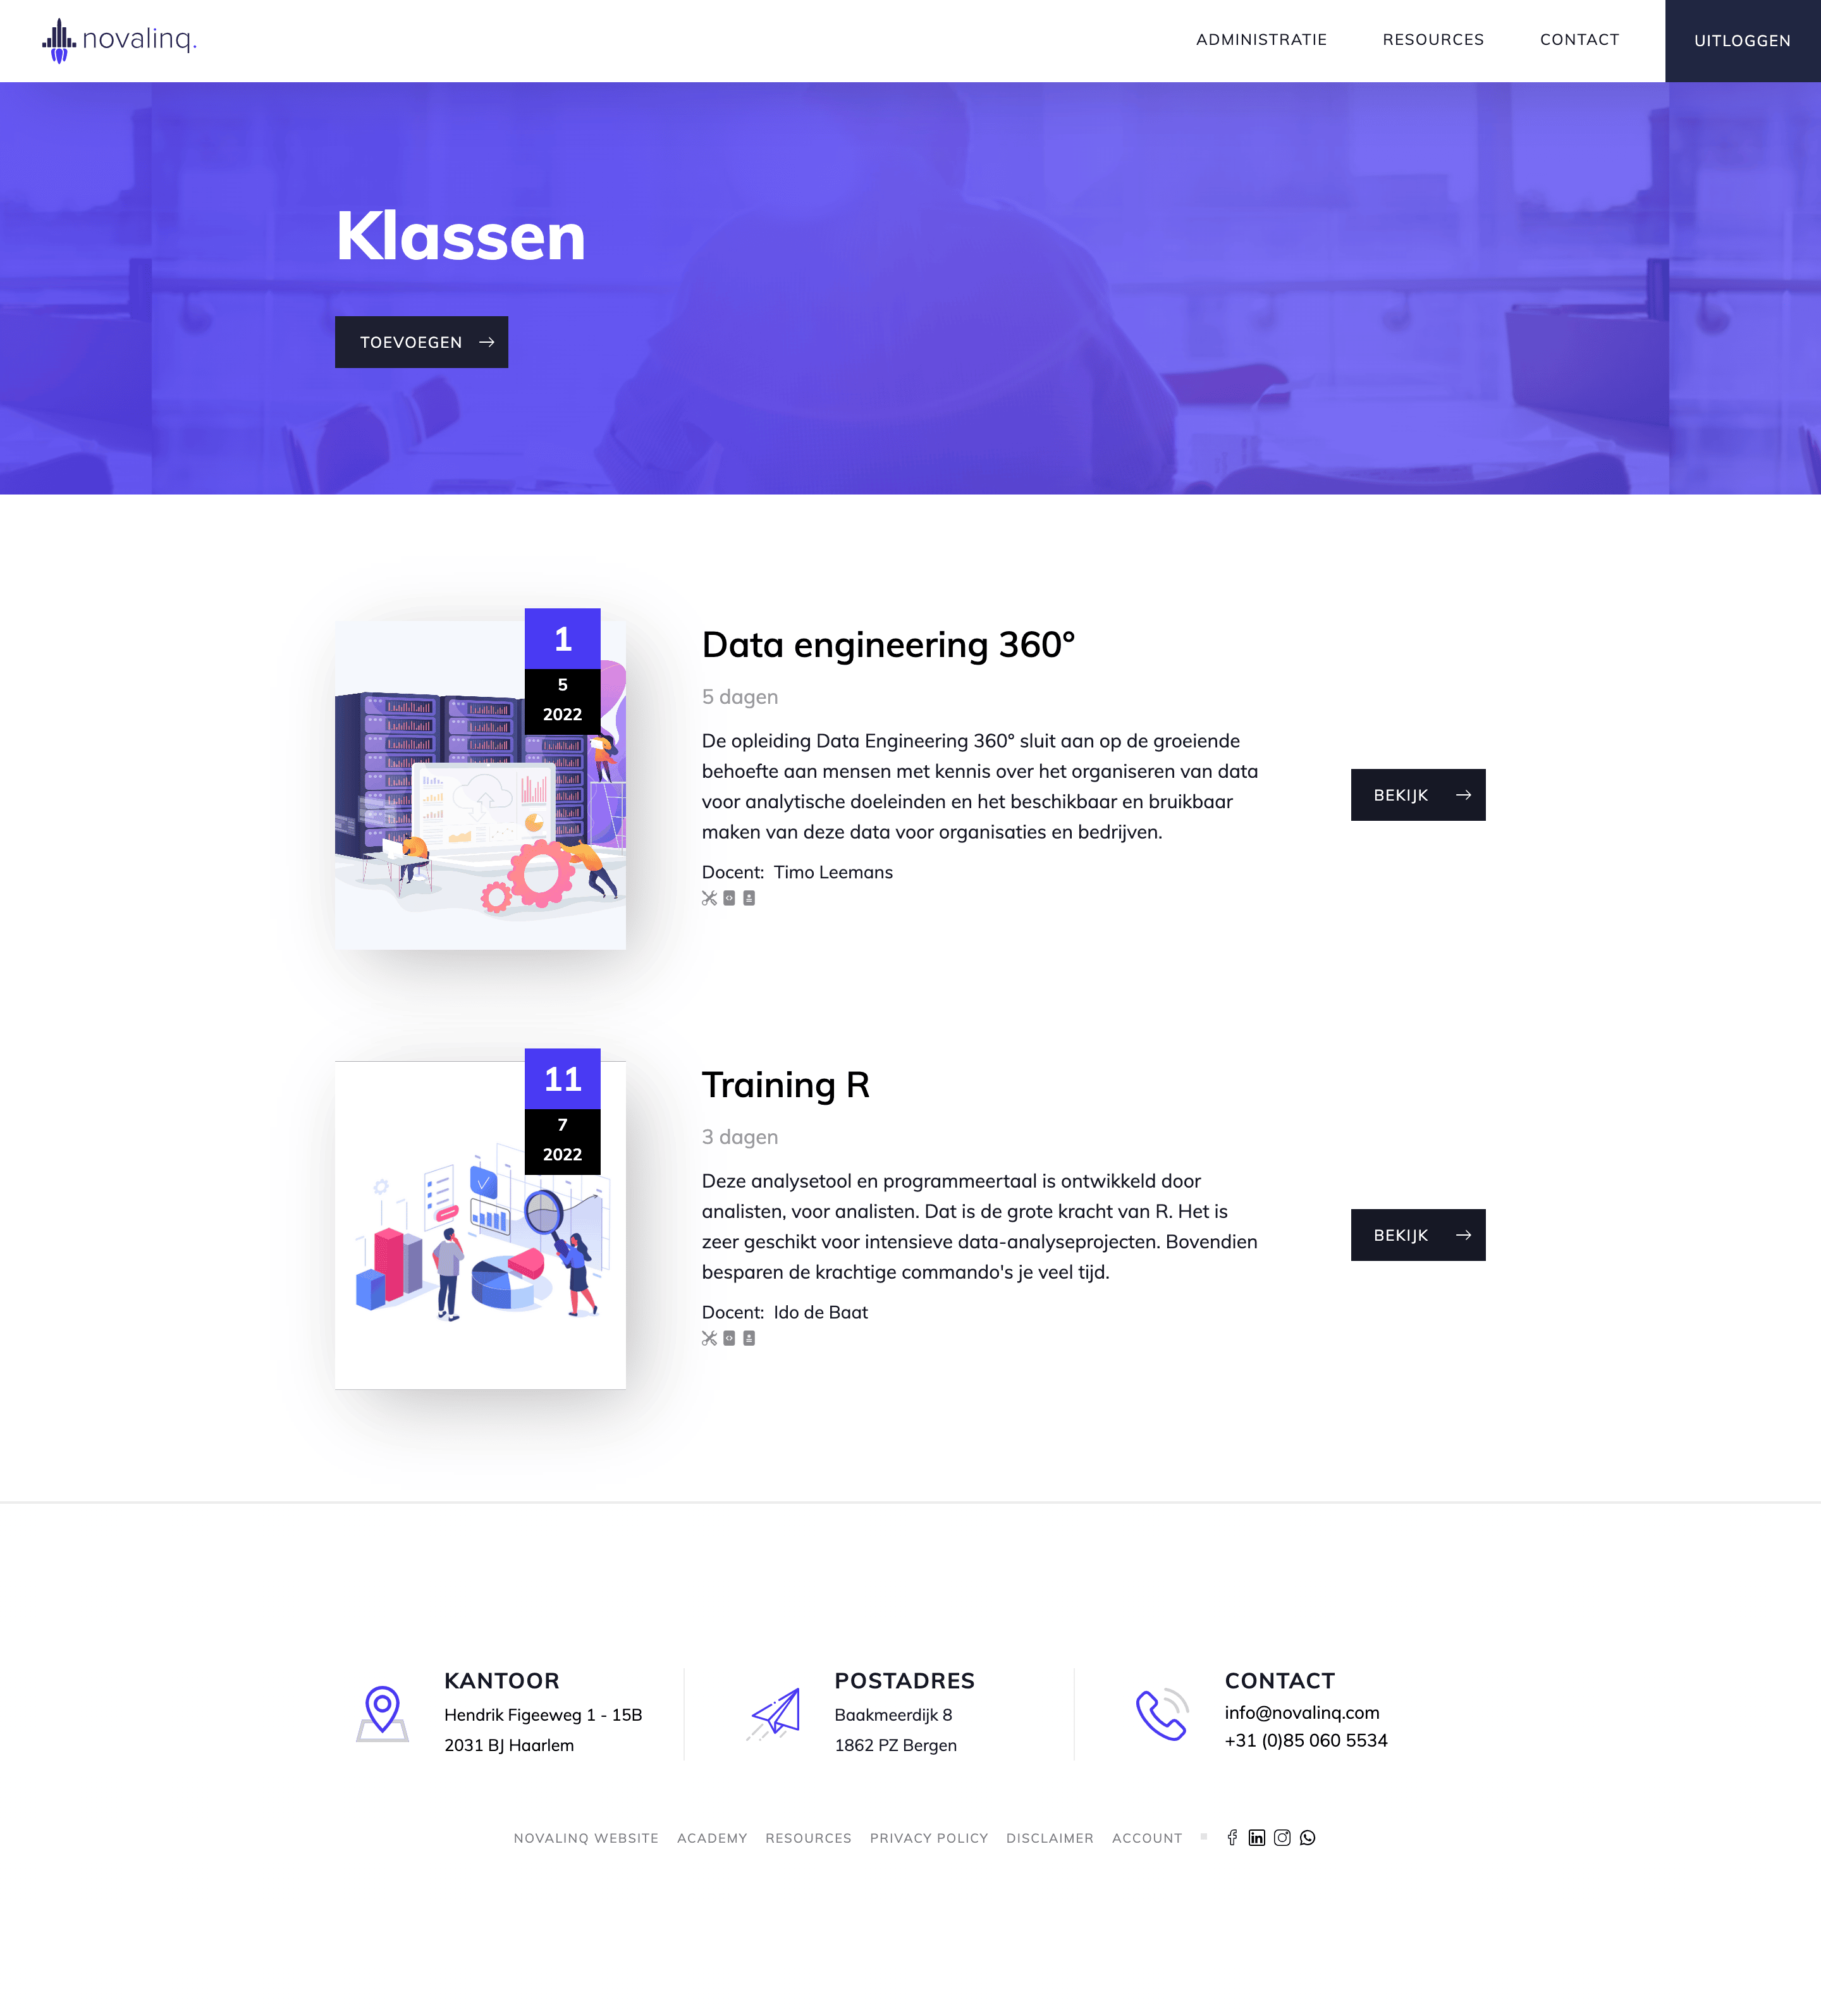 novalinq.
ADMINISTRATIE
RESOURCES
CONTACT
UITLOGGEN
Klassen
TOEVOEGEN
1
5
2022
Data engineering 360°
5 dagen
De opleiding Data Engineering 360° sluit aan op de groeiende
behoefte aan mensen met kennis over het organiseren van data
voor analytische doeleinden en het beschikbaar en bruikbaar
maken van deze data voor organisaties en bedrijven.
Docent: Timo Leemans
BEKIJK
11
7
2022
Training R
3 dagen
Deze analysetool en programmeertaal is ontwikkeld door
analisten, voor analisten. Dat is de grote kracht van R. Het is
zeer geschikt voor intensieve data-analyseprojecten. Bovendien
besparen de krachtige commando's je veel tijd.
Docent: Ido de Baat
BEKIJK
KANTOOR
Hendrik Figeeweg 1 - 15B
2031 BJ Haarlem
POSTADRES
Baakmeerdijk 8
1862 PZ Bergen
CONTACT
info@novalinq.com
+31 (0)85 060 5534
NOVALINQ WEBSITE
ACADEMY
RESOURCES
PRIVACY POLICY
DISCLAIMER
ACCOUNT